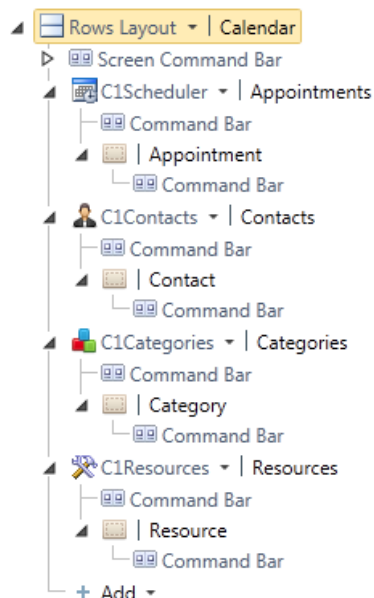 Rows Layout | Calendar
Screen Command Bar
C1Scheduler | Appointments
Command Bar
| Appointment
Command Bar
C1Contacts | Contacts
Command Bar
| Contact
Command Bar
C1Categories | Categories
Command Bar
| Category
Command Bar
C1Resources | Resources
Command Bar
| Resource
Command Bar
+ Add